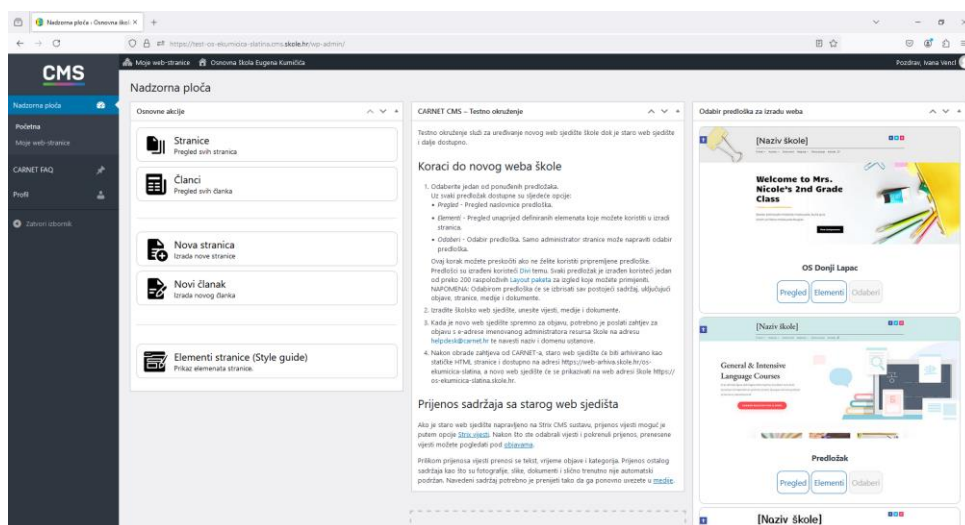 Nadzorna ploča - Osnovna škol
https://test-os-ekumicica-slatina.cms.skole.hr/wp-admin/
CMS
Moje web-stranice
Osnovna škola Eugena Kumičića
Pozdrav, Ivana Vencl
Nadzorna ploča
Početna
Moje web-stranice
CARNET FAQ
Profil
Zatvori izbornik
Nadzorna ploča
Osnovne akcije
Stranice
Pregled svih stranica
Članci
Pregled svih članka
Nova stranica
Izrada nove stranice
Novi članak
Izrada novog članka
Elementi stranice (Style guide)
Prikaz elemenata stranice.
CARNET CMS – Testno okruženje
Testno okruženje služi za uređivanje novog web sjedište škole dok je staro web sjedište
i dalje dostupno.
Koraci do novog weba škole
1. Odaberite jedan od ponuđenih predložaka.
Uz svaki predložak dostupne su sljedeće opcije:
• Pregled - Pregled naslovnice predloška.
• Elementi - Pregled unaprijed definiranih elemenata koje možete koristiti u izradi
stranica.
• Odaberi - Odabir predloška. Samo administrator stranice može napraviti odabir
predloška.
Ovaj korak možete preskočiti ako ne želite koristiti pripremljene predloške.
Predlošci su izrađeni koristeći Divi temu. Svaki predložak je izrađen koristeći jedan
od preko 200 raspoloživih Layout paketa za izgled koje možete primijeniti.
NAPOMENA: Odabirom predloška će se izbrisati sav postojeći sadržaj, uključujući
objave, stranice, medije i dokumente.
2. Izradite školsko web sjedište, unesite vijesti, medije i dokumente.
3. Kada je novo web sjedište spremno za objavu, potrebno je poslati zahtjev za
objavu s e-adrese imenovanog administratora resursa škole na adresu
helpdesk@carnet.hr te navesti naziv i domenu ustanove.
4. Nakon obrade zahtjeva od CARNET-a, staro web sjedište će biti arhivirano kao
statičke HTML stranice i dostupno na adresi https://web-arhiva.skole.hr/os-
ekumicica-slatina, a novo web sjedište će se prikazivati na web adresi škole https://
os-ekumicica-slatina.skole.hr.
Prijenos sadržaja sa starog web sjedišta
Ako je staro web sjedište napravljeno na Strix CMS sustavu, prijenos vijesti moguć je
putem opcije Strix vijesti. Nakon što ste odabrali vijesti i pokrenuli prijenos, prenesene
vijesti možete pogledati pod objavama.
Prilikom prijenosa vijesti prenosi se tekst, vrijeme objave i kategorija. Prijenos ostalog
sadržaja kao što su fotografije, slike, dokumenti i slično trenutno nije automatski
podržan. Navedeni sadržaj potrebno je prenijeti tako da ga ponovno uvezete u medije.
Odabir predloška za izradu weba
[Naziv škole]
Welcome to Mrs.
Nicole's 2nd Grade
Class
OS Donji Lapac
Pregled Elementi Odaberi
[Naziv škole]
General & Intensive
Language Courses
Predložak
Pregled Elementi Odaberi
[Naziv škole]